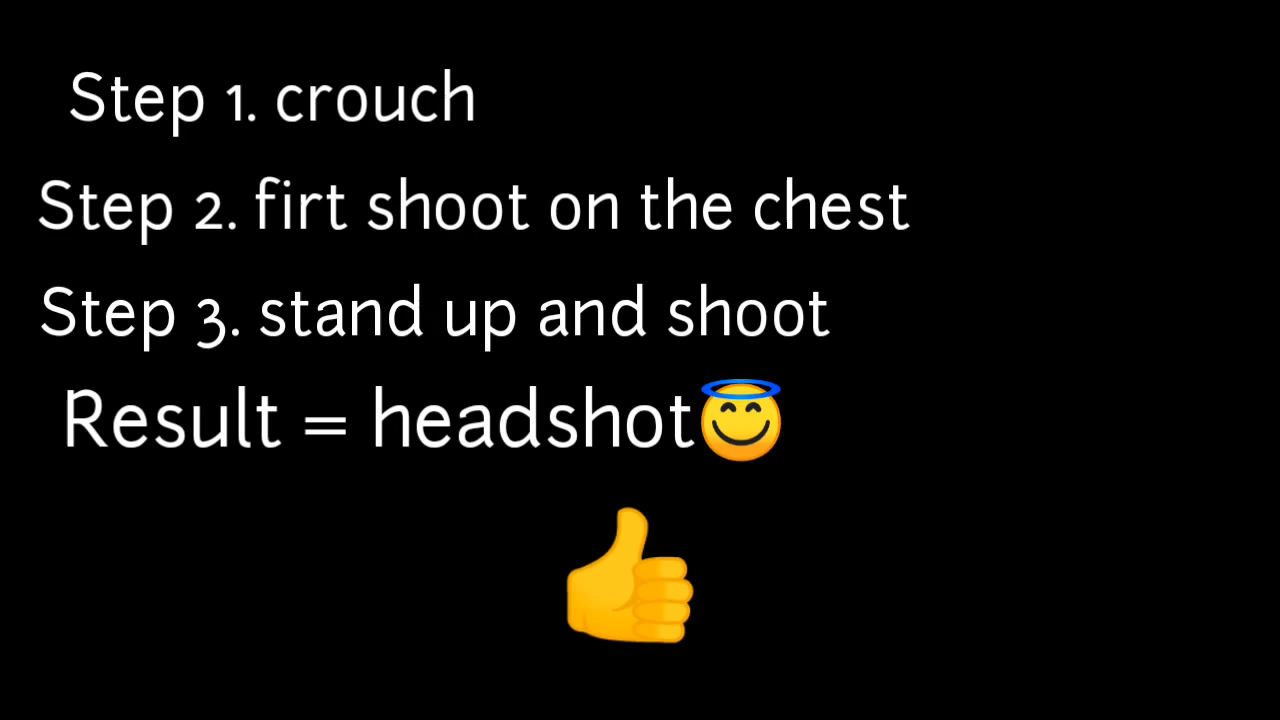 Step 1. crouch
Step 2. firt shoot on the chest
Step 3. stand up and shoot
Result = headshot😇
👍